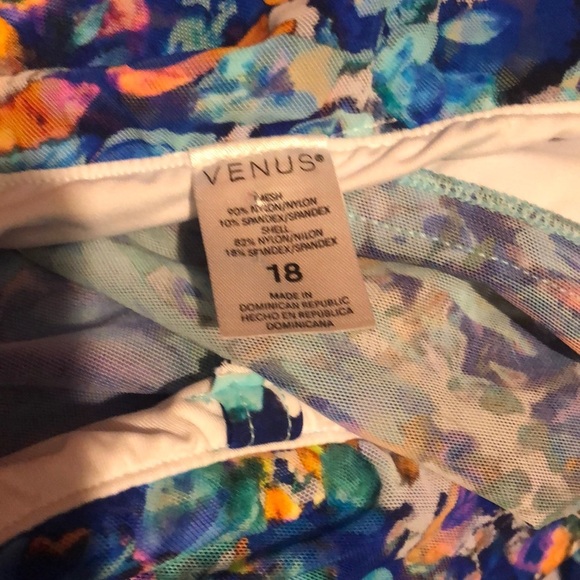 VENUS®
MESH
90% NYLON/NYLON
10% SPANDEX/SPANDEX
SHELL
82% NYLON/NILON
18% SPANDEX/SPANDEX
18
MADE IN
DOMINICAN REPUBLIC
HECHO EN REPUBLICA
DOMINICANA